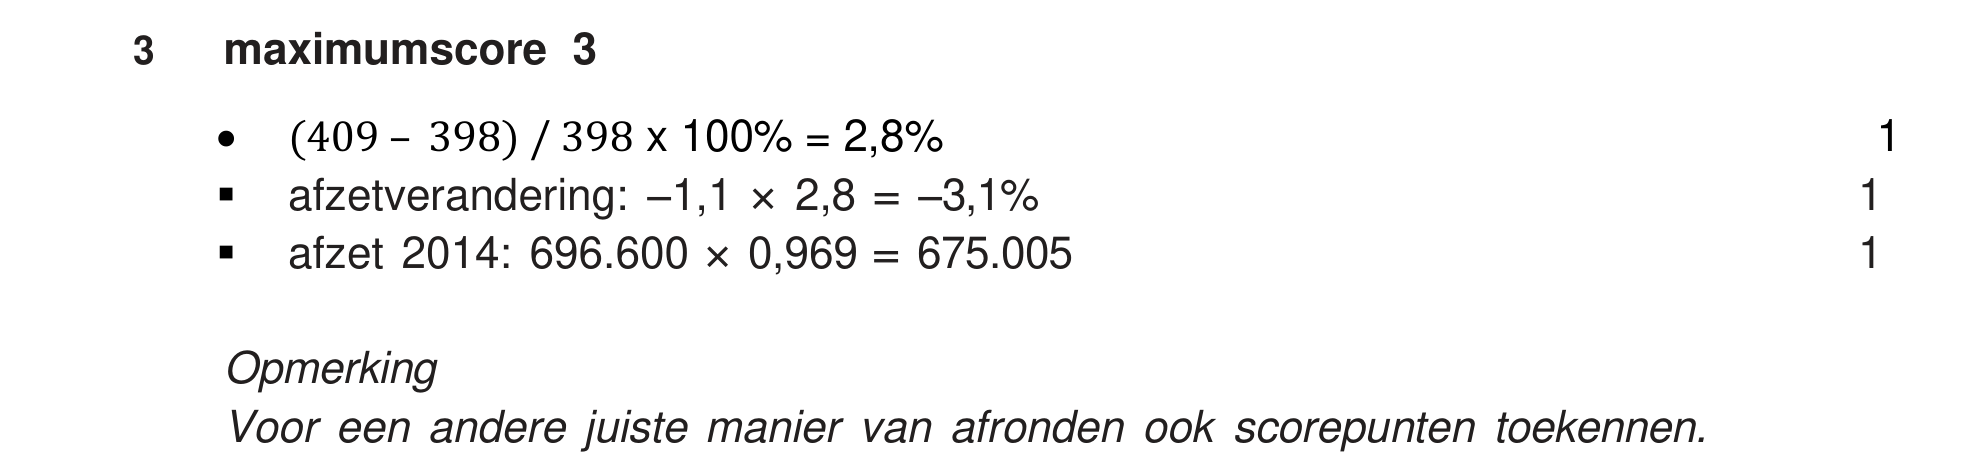 3 maximumscore 3
• (409 – 398) / 398 x 100% = 2,8% 1
▪ afzetverandering: –1,1 × 2,8 = –3,1% 1
▪ afzet 2014: 696.600 × 0,969 = 675.005 1
Opmerking
Voor een andere juiste manier van afronden ook scorepunten toekennen.